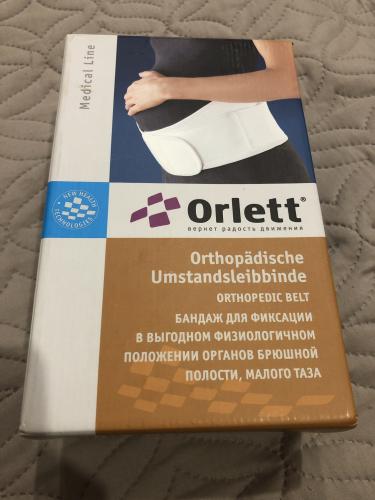 Medical Line
NEW HEALTH
TECHNOLOGIES
Orlett®
вернет радость движения
Orthopädische
Umstandsleibbinde
ORTHOPEDIC BELT
БАНДАЖ ДЛЯ ФИКСАЦИИ
В ВЫГОДНОМ ФИЗИОЛОГИЧНОМ
ПОЛОЖЕНИИ ОРГАНОВ БРЮШНОЙ
ПОЛОСТИ, МАЛОГО ТАЗА